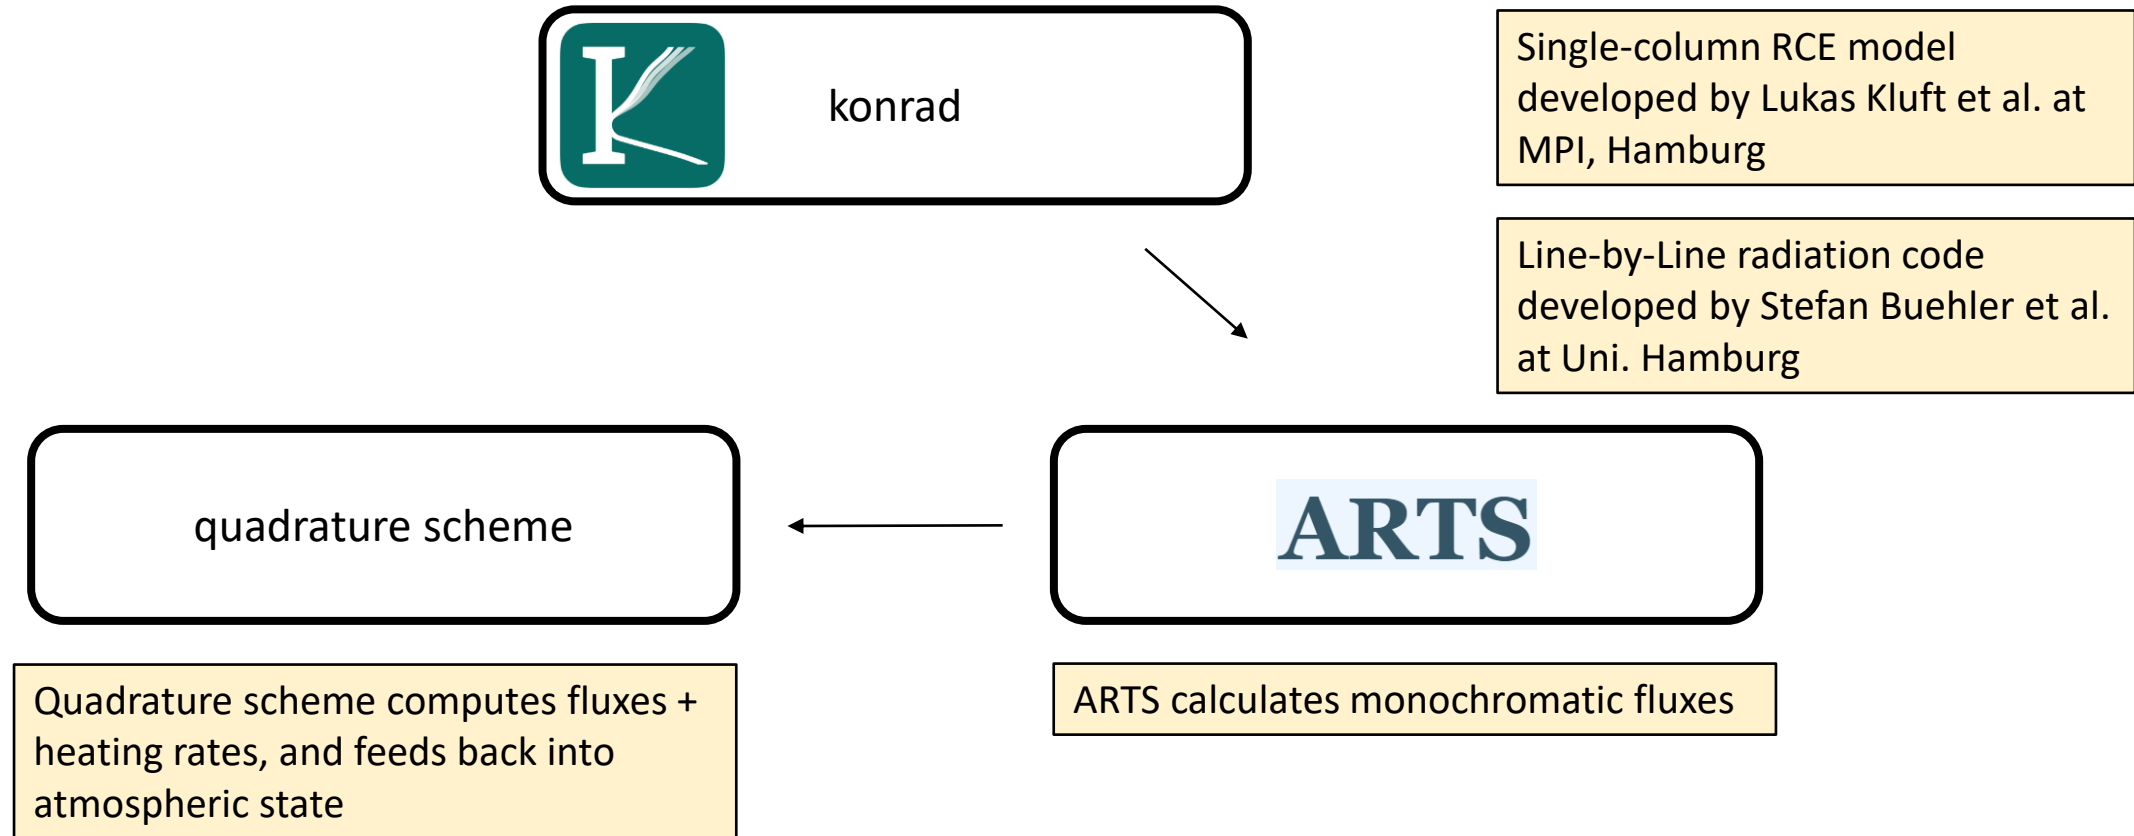 konrad
Single-column RCE model
developed by Lukas Kluft et al. at
MPI, Hamburg
Line-by-Line radiation code
developed by Stefan Buehler et al.
at Uni. Hamburg
quadrature scheme
ARTS
Quadrature scheme computes fluxes +
heating rates, and feeds back into
atmospheric state
ARTS calculates monochromatic fluxes